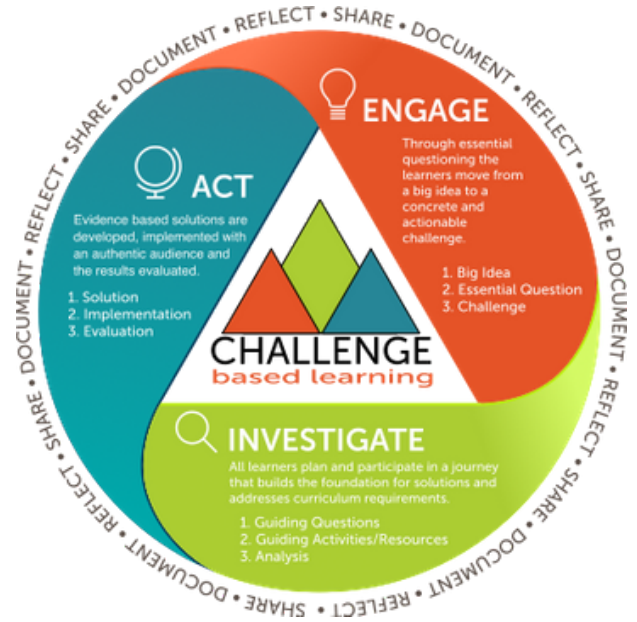 DOCUMENT • REFLECT • SHARE • DOCUMENT • REFLECT • SHARE • DOCUMENT • REFLECT • SHARE • DOCUMENT • REFLECT • SHARE • DOCUMENT • REFLECT • SHARE • DOCUMENT • REFLECT • SHARE •
ENGAGE
Through essential
questioning the
learners move from
a big idea to a
concrete and
actionable
challenge.
1. Big Idea
2. Essential Question
3. Challenge
INVESTIGATE
All learners plan and participate in a journey
that builds the foundation for solutions and
addresses curriculum requirements.
1. Guiding Questions
2. Guiding Activities/Resources
3. Analysis
ACT
Evidence based solutions are
developed, implemented with
an authentic audience and
the results evaluated.
1. Solution
2. Implementation
3. Evaluation
CHALLENGE
based learning